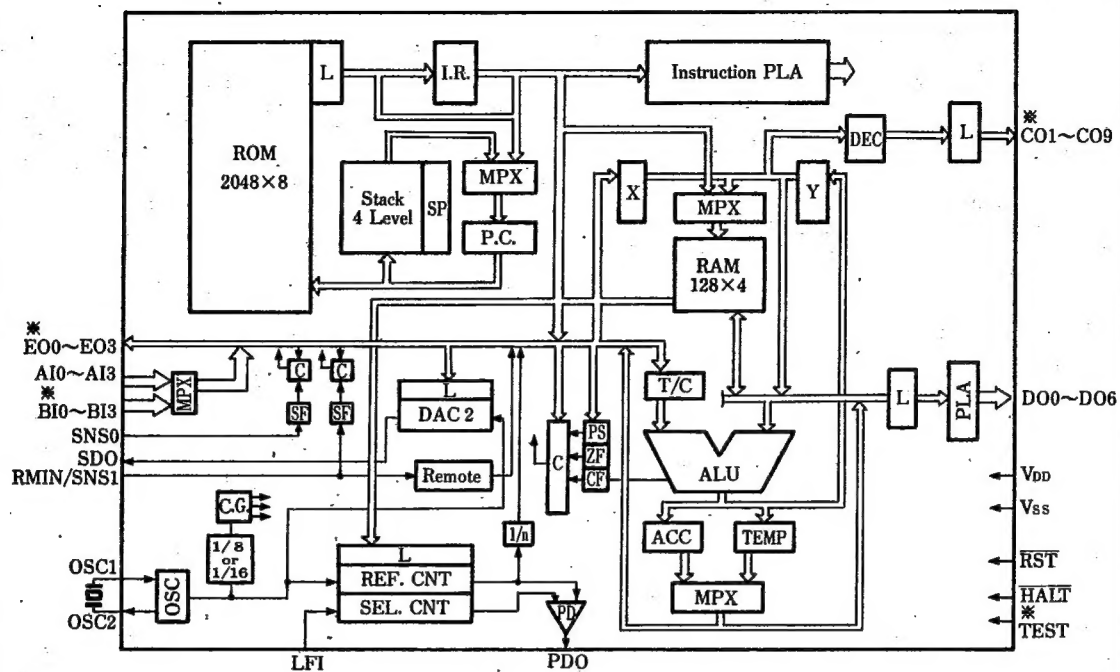 ROM
2048×8
L
I.R.
Instruction PLA
DEC
L
※
CO1~CO9
Stack
4 Level
SP
MPX
P.C.
X
MPX
Y
RAM
128×4
※
EO0~EO3
AI0~AI3
※
BI0~BI3
MPX
SNS0
SDO
RMIN/SNS1
C
C
SF
SF
L
DAC 2
Remote
T/C
C
PS
ZF
CF
ALU
L
PLA
DO0~DO6
VDD
VSS
RST
HALT
※
TEST
C.G.
1/8
or
1/16
OSC1
OSC2
OSC
L
REF. CNT
SEL. CNT
1/n
PD
ACC
TEMP
MPX
LFI
PDO